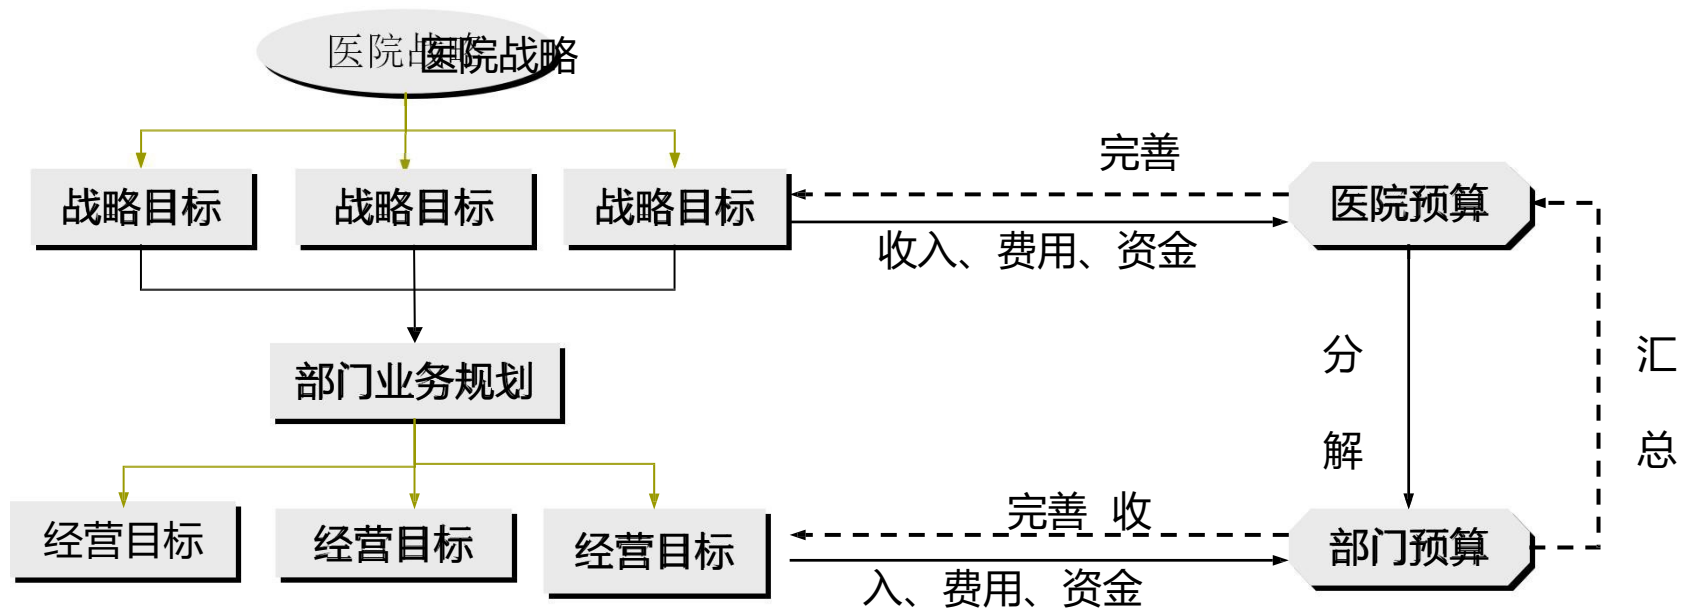 医院战略
医院战略
完善
战略目标 战略目标 战略目标 医院预算
收入、费用、资金
分 汇
部门业务规划
解 总
完善 收
经营目标 经营目标 经营目标 部门预算
入、费用、资金